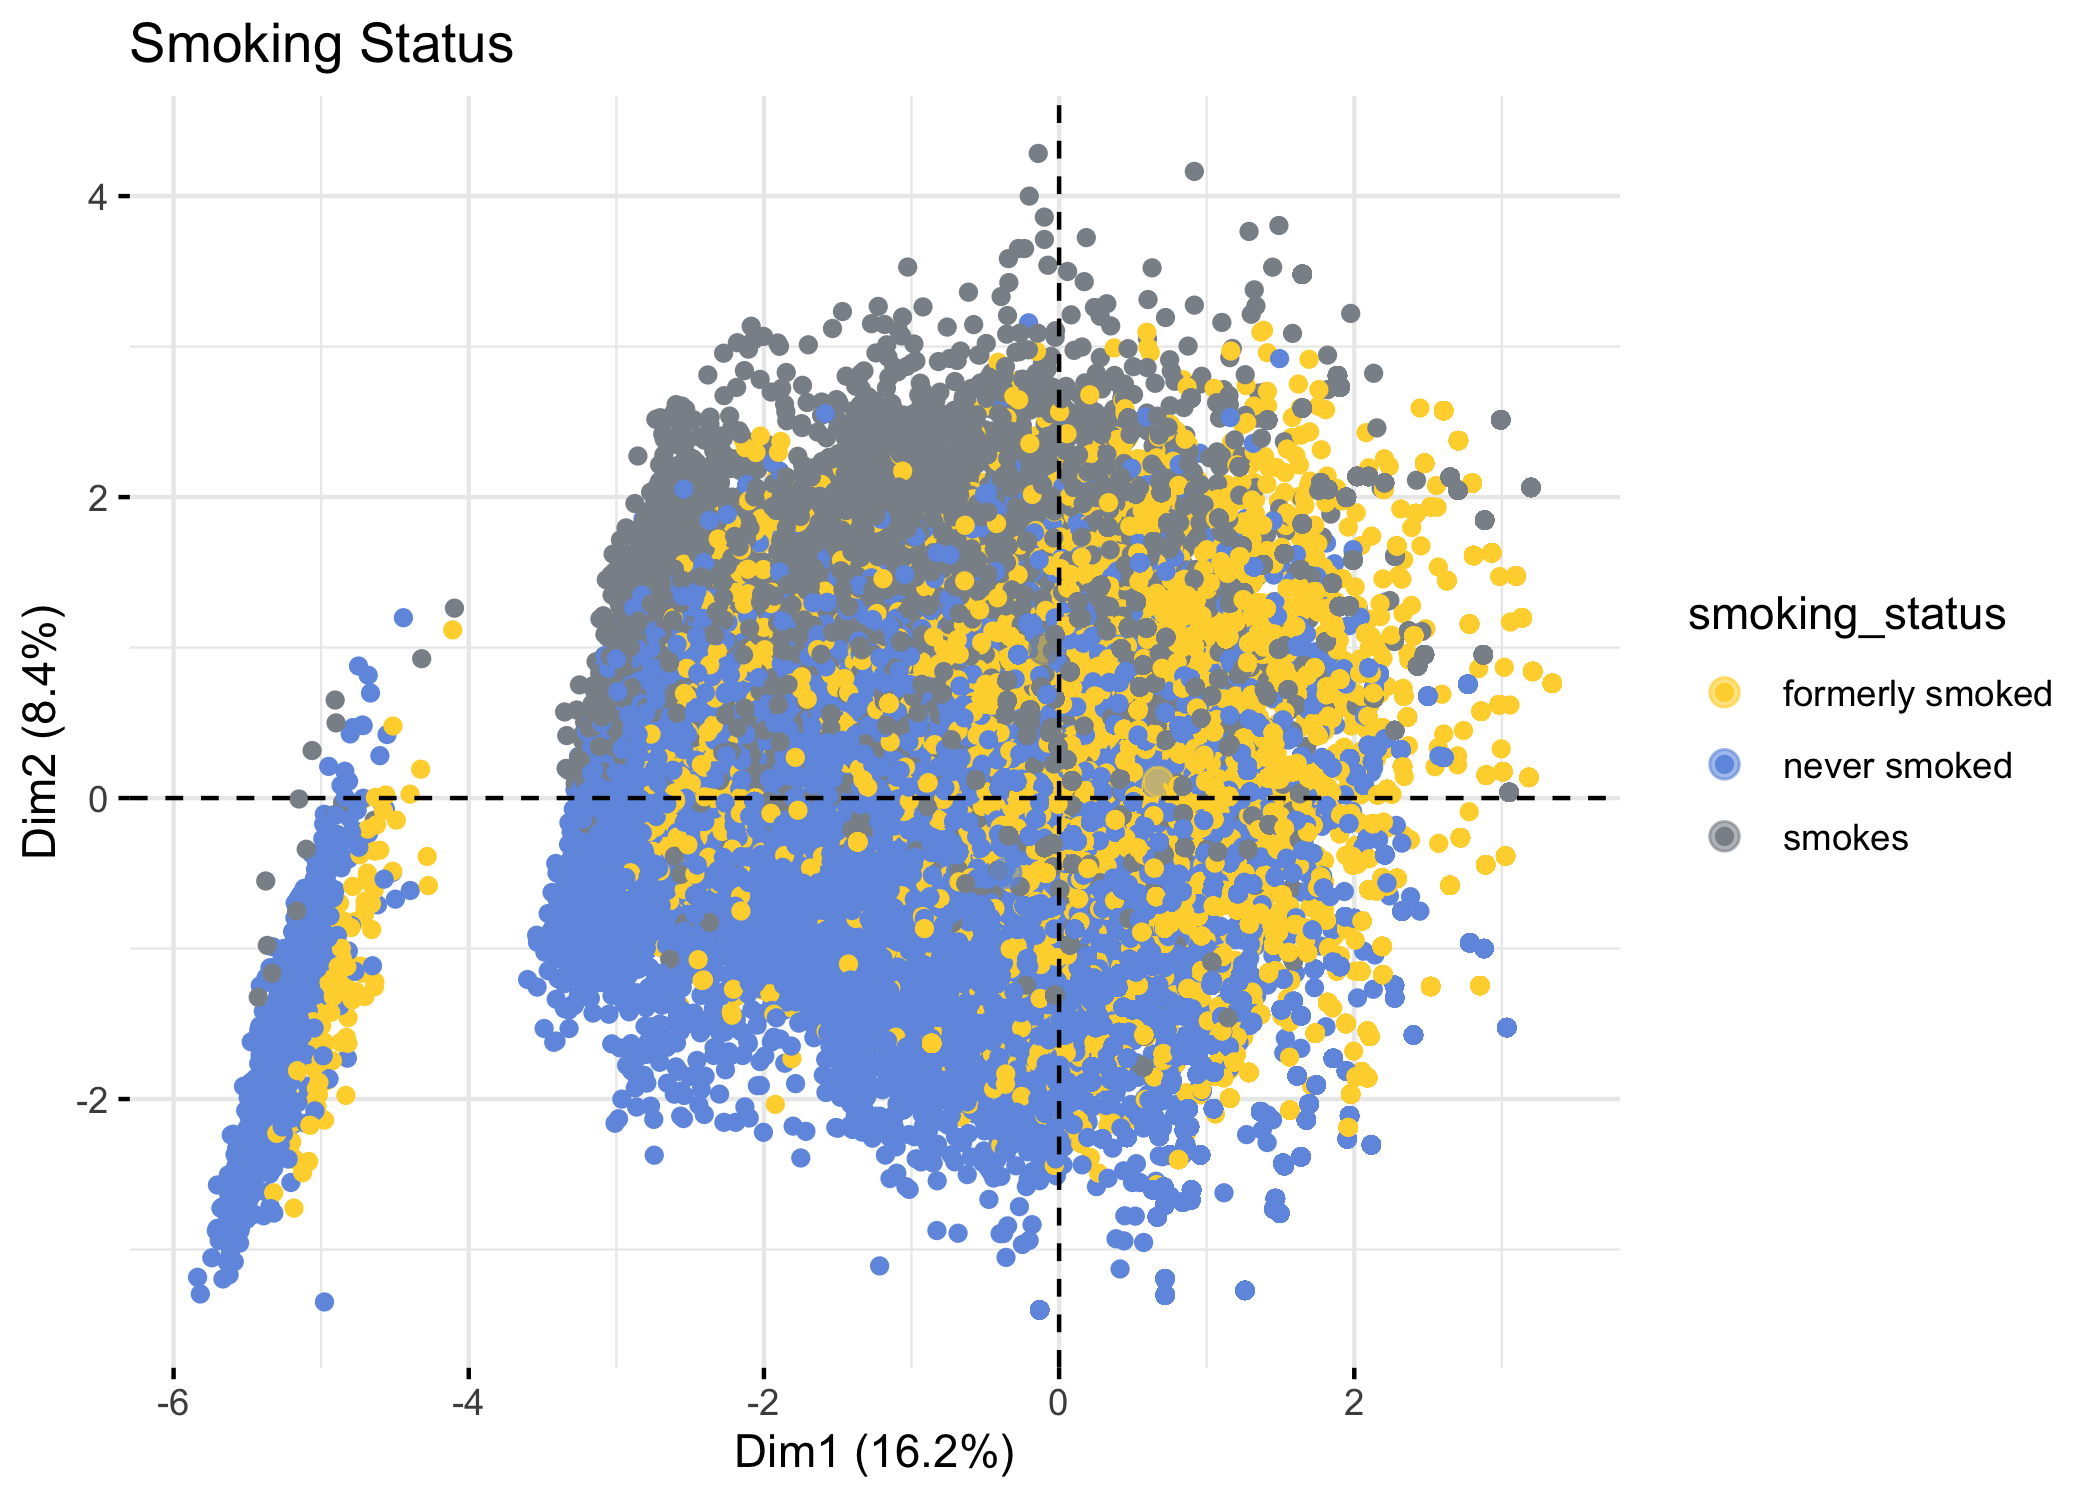 Smoking Status
4
2
0
-2
Dim2 (8.4%)
-6
-4
-2
0
2
Dim1 (16.2%)
smoking_status
formerly smoked
never smoked
smokes